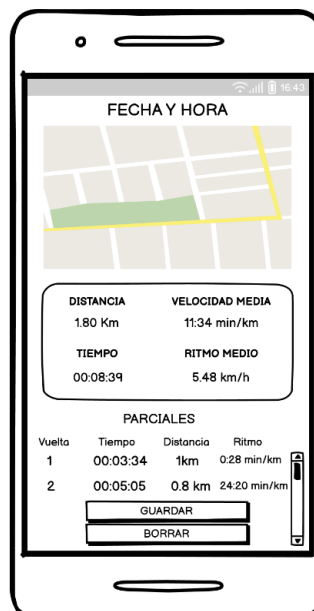 16:43
FECHA Y HORA
DISTANCIA VELOCIDAD MEDIA
1.80 Km 11:34 min/km
TIEMPO RITMO MEDIO
00:08:39 5.48 km/h
PARCIALES
Vuelta Tiempo Distancia Ritmo
1 00:03:34 1km 0:28 min/km
2 00:05:05 0.8 km 24:20 min/km
GUARDAR
BORRAR